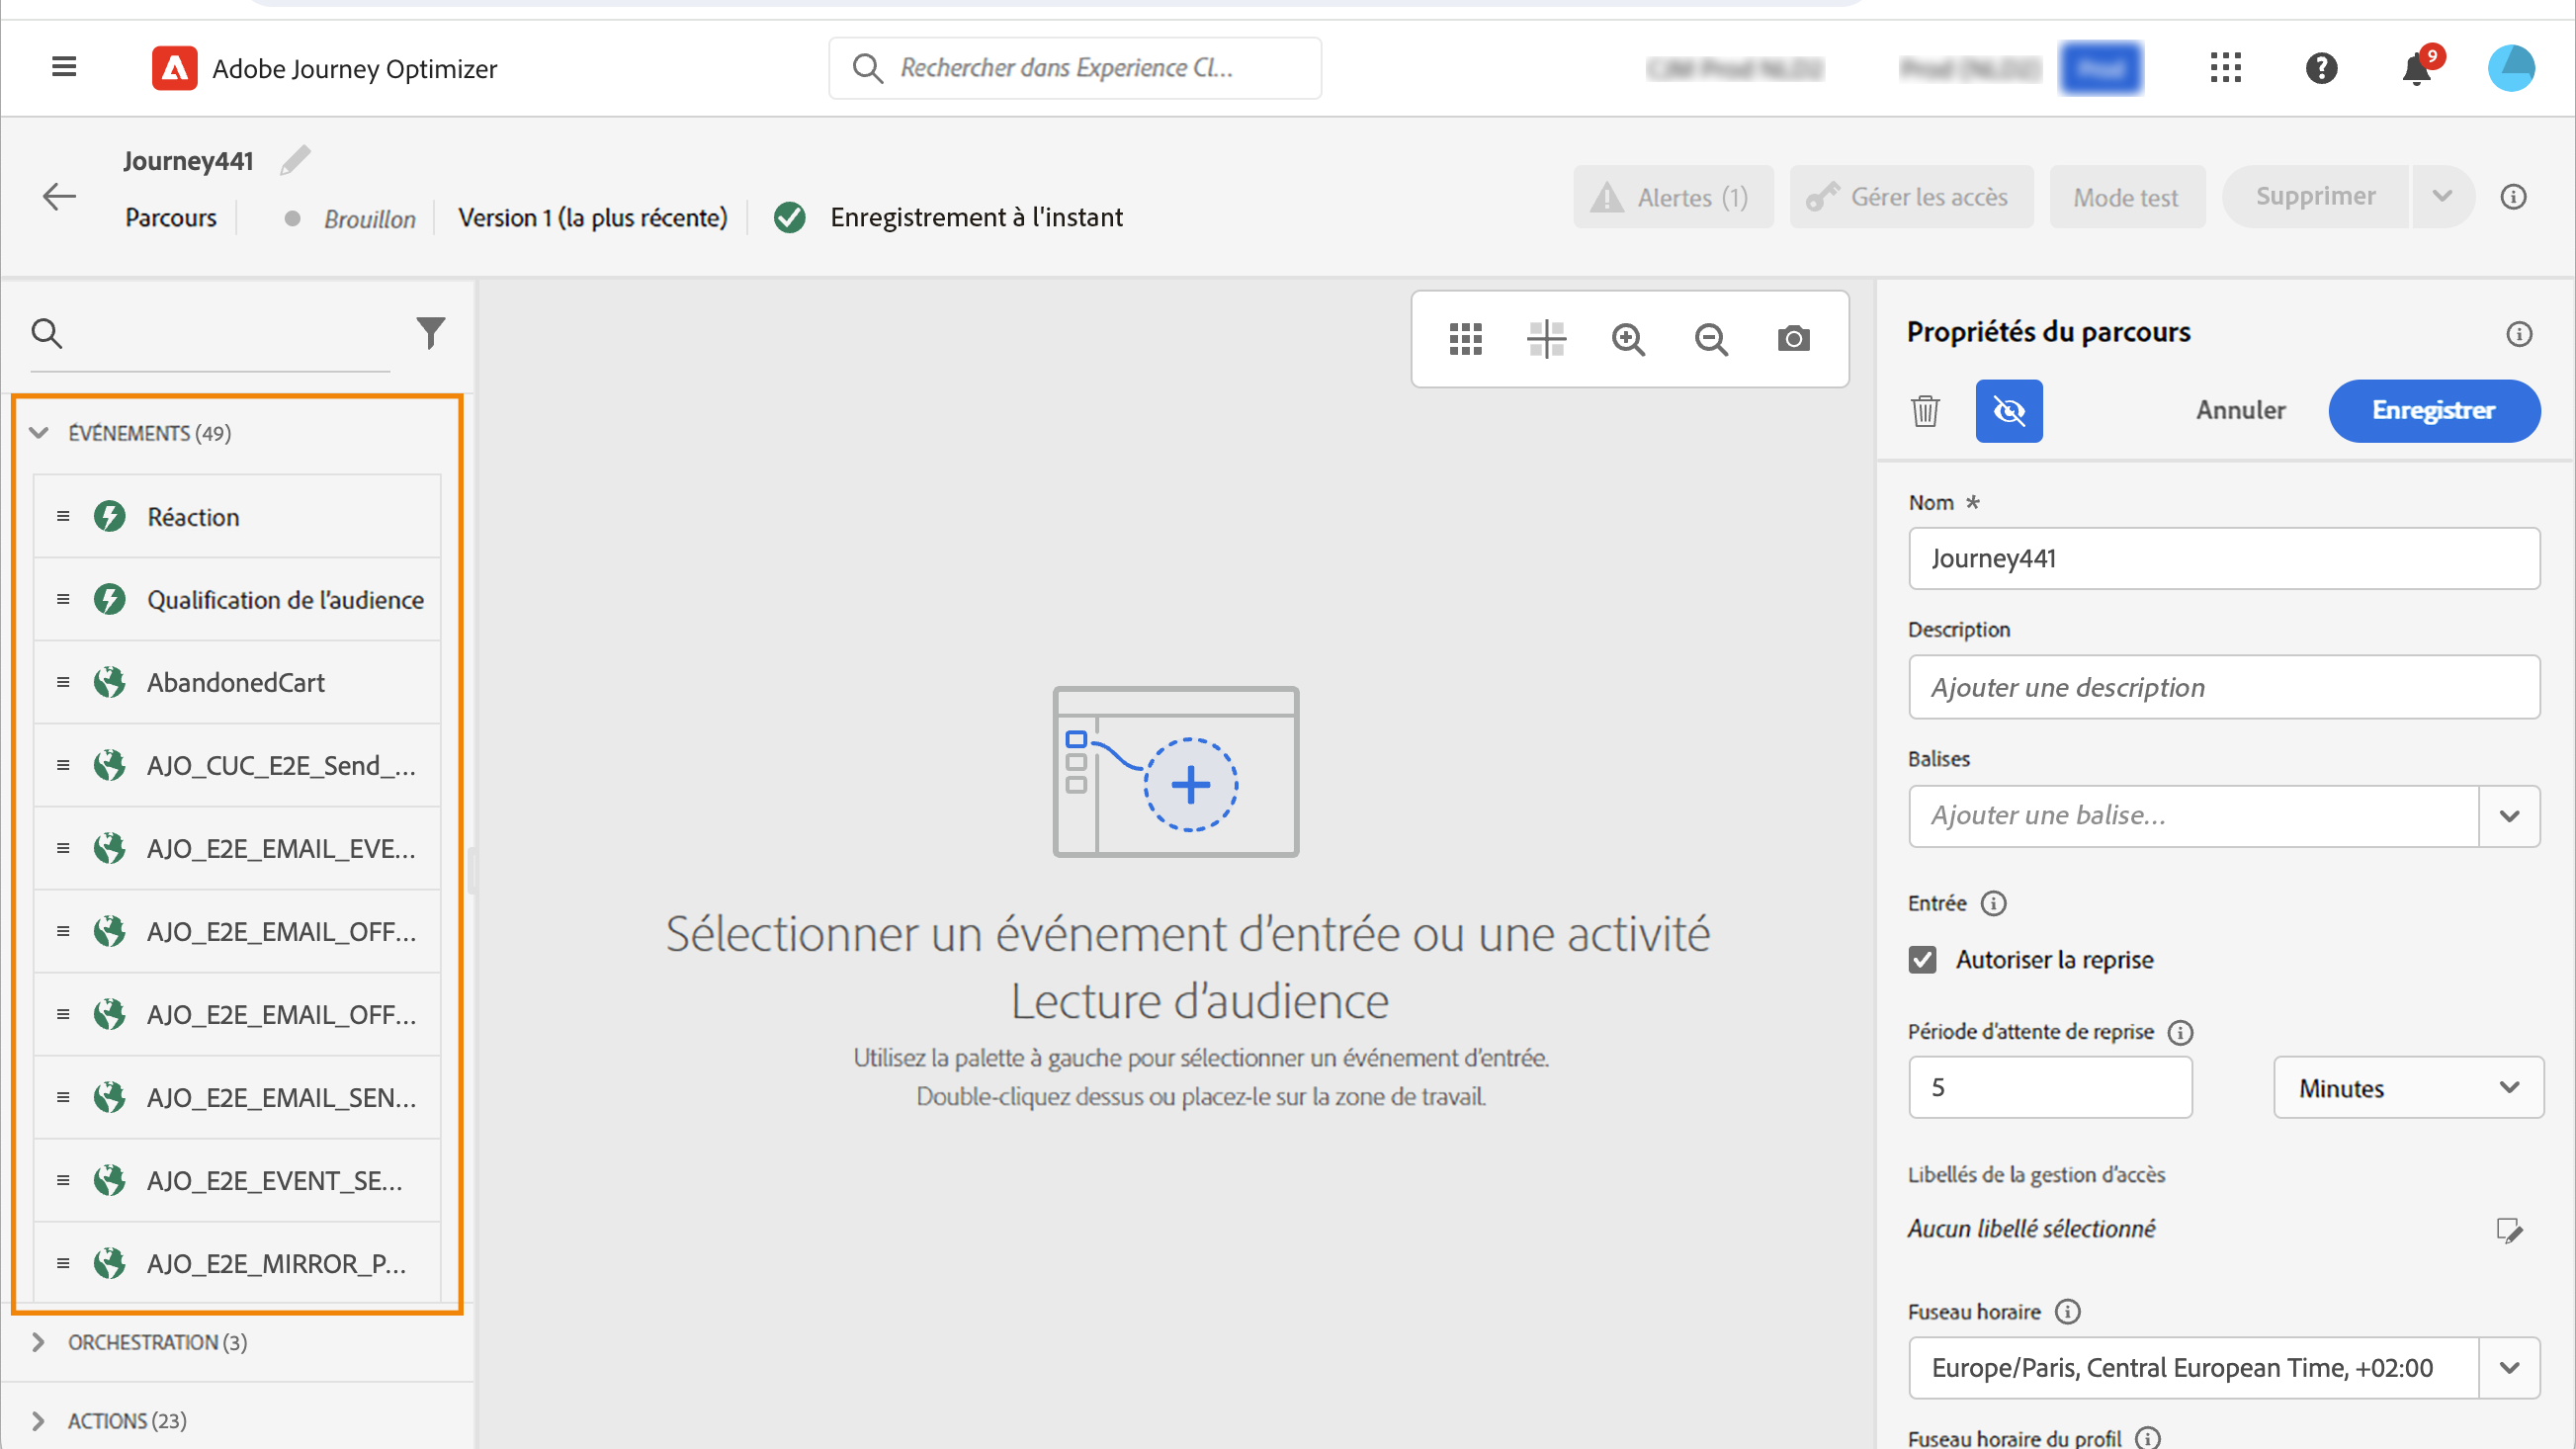 Adobe Journey Optimizer
Rechercher dans Experience Cl...
9
Journey441
Parcours
Brouillon
Version 1 (la plus récente)
Enregistrement à l'instant
Alertes (1)
Gérer les accès
Mode test
Supprimer
ÉVÉNEMENTS (49)
Réaction
Qualification de l’audience
AbandonedCart
AJO_CUC_E2E_Send_...
AJO_E2E_EMAIL_EVE...
AJO_E2E_EMAIL_OFF...
AJO_E2E_EMAIL_OFF...
AJO_E2E_EMAIL_SEN...
AJO_E2E_EVENT_SE...
AJO_E2E_MIRROR_P...
ORCHESTRATION (3)
ACTIONS (23)
Sélectionner un événement d’entrée ou une activité
Lecture d’audience
Utilisez la palette à gauche pour sélectionner un événement d’entrée.
Double-cliquez dessus ou placez-le sur la zone de travail.
Propriétés du parcours
Annuler
Enregistrer
Nom *
Journey441
Description
Ajouter une description
Balises
Ajouter une balise...
Entrée
Autoriser la reprise
Période d’attente de reprise
5
Minutes
Libellés de la gestion d’accès
Aucun libellé sélectionné
Fuseau horaire
Europe/Paris, Central European Time, +02:00
Fuseau horaire du profil